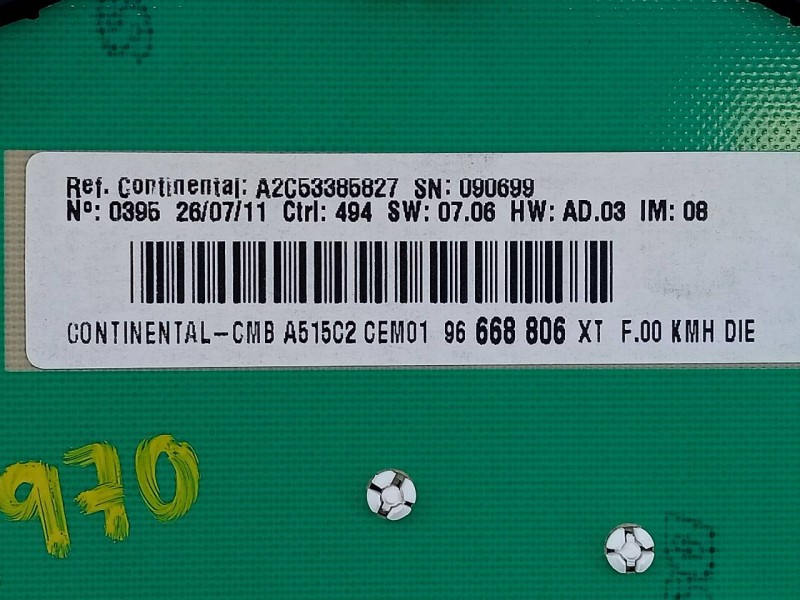 Ref. Continental: A2C53385827 SN: 090699
Nº: 0395 26/07/11 Ctrl: 494 SW: 07.06 HW: AD.03 IM: 08
CONTINENTAL-CMB A515C2 CEM01 96 668 806 XT F.00 KMH DIE
970